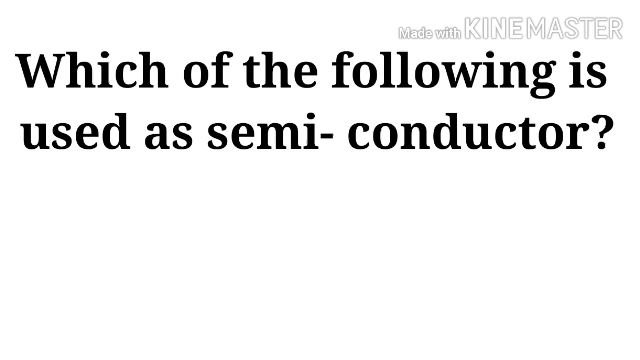 Made with KINEMASTER
Which of the following is
used as semi- conductor?